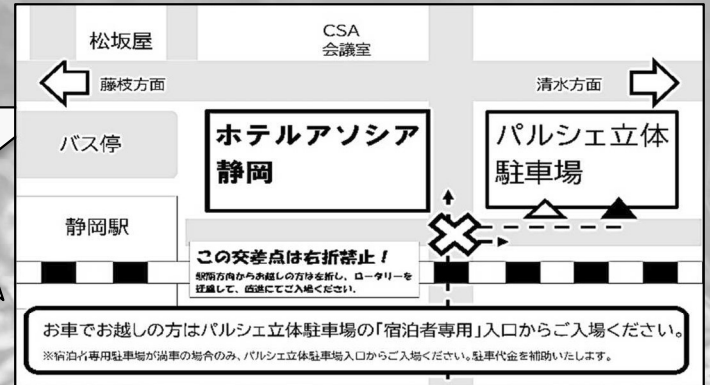 CSA
松坂屋
会議室
藤枝方面
清水方面
バス停
ホテルアソシア
静岡
パルシェ立体
駐車場
静岡駅
この交差点は右折禁止！
駅南方向からお越しの方は左折し、ロータリーを
経由して、直進にてご入場ください。
お車でお越しの方はパルシェ立体駐車場の「宿泊者専用」入口からご入場ください。
※宿泊者専用駐車場が満車の場合のみ、パルシェ立体駐車場入口からご入場ください。駐車代金を補助いたします。